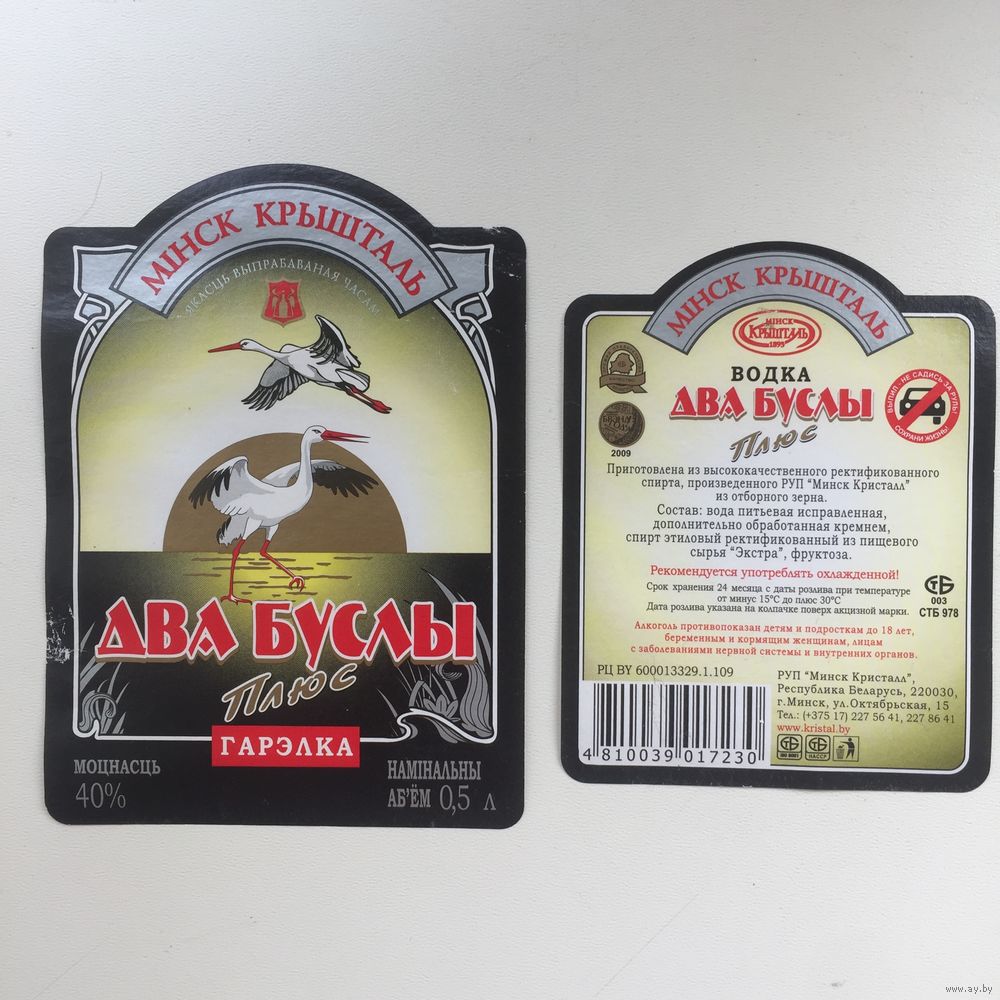 МІНСК КРЫШТАЛЬ
ЯКАСЦЬ ВЫПРАБАВАНАЯ ЧАСАМ
ДВА БУСЛЫ
Плюс
ГАРЭЛКА
МОЦНАСЦЬ
40%
НАМІНАЛЬНЫ
АБ'ЁМ 0,5 л
МІНСК КРЫШТАЛЬ
МІНСК
КРЫШТАЛЬ
1893
ВОДКА
ДВА БУСЛЫ
Плюс
2009
ВЫПИЛ - НЕ САДИСЬ ЗА РУЛЬ!
СОХРАНИ ЖИЗНЬ!
Приготовлена из высококачественного ректификованного
спирта, произведенного РУП "Минск Кристалл"
из отборного зерна.
Состав: вода питьевая исправленная,
дополнительно обработанная кремнем,
спирт этиловый ректификованный из пищевого
сырья "Экстра", фруктоза.
Рекомендуется употреблять охлажденной!
Срок хранения 24 месяца с даты розлива при температуре
от минус 15°С до плюс 30°С
Дата розлива указана на колпачке поверх акцизной марки.
СТБ
003
СТБ 978
Алкоголь противопоказан детям и подросткам до 18 лет,
беременным и кормящим женщинам, лицам
с заболеваниями нервной системы и внутренних органов.
РЦ BY 600013329.1.109
4 810039 017230
РУП "Минск Кристалл",
Республика Беларусь, 220030,
г.Минск, ул.Октябрьская, 15
Тел.: (+375 17) 227 56 41, 227 86 41
www.kristal.by
СТБ
ISO 9001
СТБ
НАССР
www.ay.by